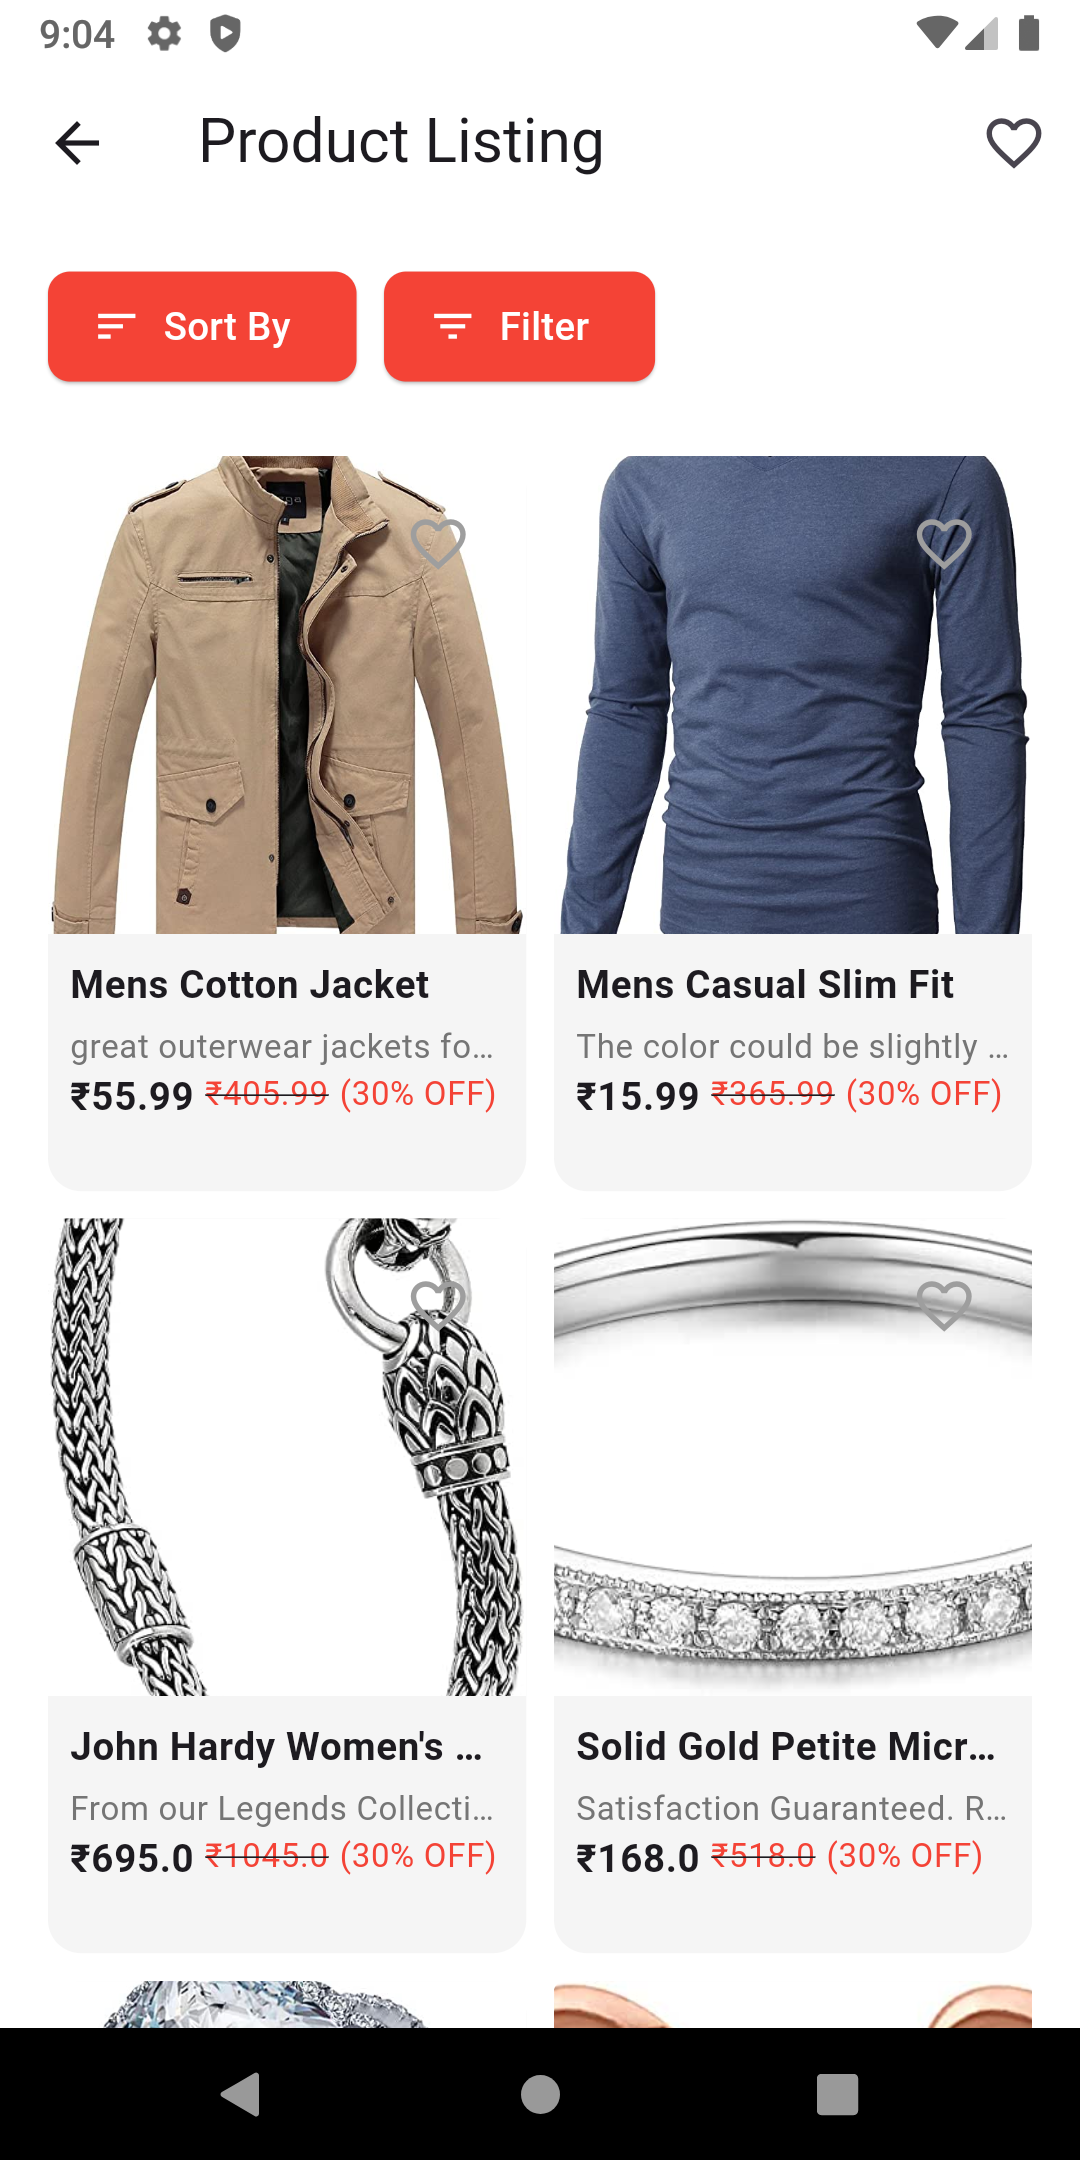 9:04
Product Listing
Sort By
Filter
Mens Cotton Jacket
great outerwear jackets fo...
₹55.99 ₹405.99 (30% OFF)
Mens Casual Slim Fit
The color could be slightly ...
₹15.99 ₹365.99 (30% OFF)
John Hardy Women's ...
From our Legends Collecti...
₹695.0 ₹1045.0 (30% OFF)
Solid Gold Petite Micr...
Satisfaction Guaranteed. R...
₹168.0 ₹518.0 (30% OFF)